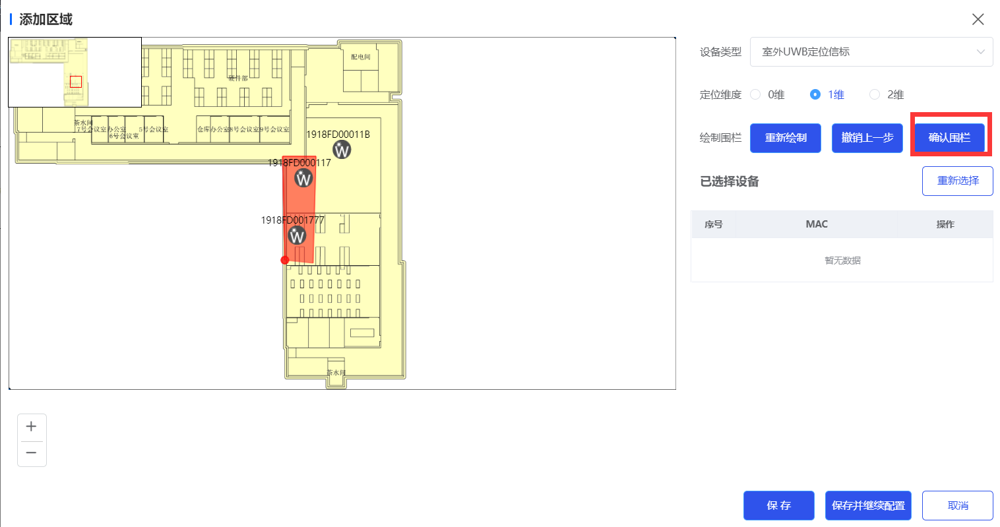 添加区域
设备类型
室外UWB定位信标
定位维度
0维
1维
2维
绘制围栏
重新绘制
撤销上一步
确认围栏
已选择设备
重新选择
序号
MAC
操作
暂无数据
配电间
硬件部
茶水间
7号会议室
办公室
6号会议室
5号会议室
仓库
办公室
8号会议室
9号会议室
1918FD00011B
W
1918FD000117
W
1918FD001777
W
茶水间
保存
保存并继续配置
取消